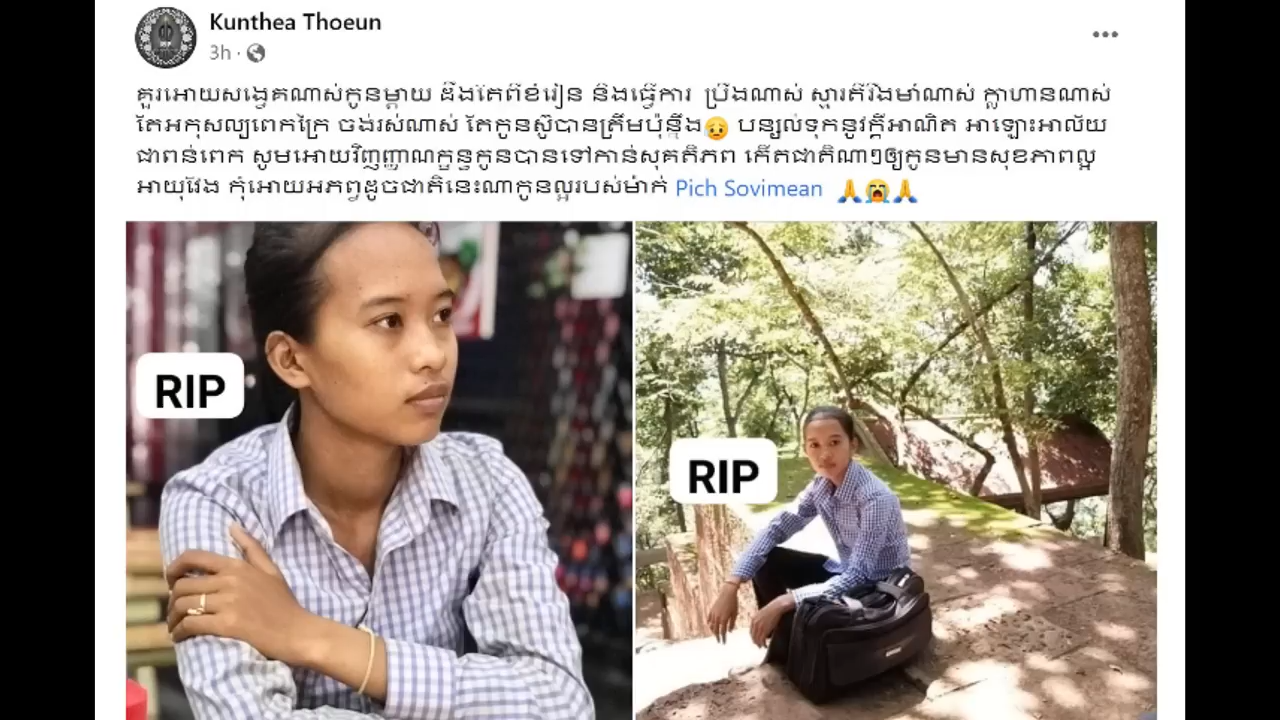 Kunthea Thoeun
3h ·
គួរអោយសង្វេគណាស់កូនម្តាយ ដឹងតែពីខំរៀន នឹងធ្វើការ ប្រឹងណាស់ ស្មារតីរឹងមាំណាស់ ក្លាហានណាស់
តែអកុសល្យពេកក្រៃ ចង់រស់ណាស់ តែកូនស៊ូបានត្រឹមប៉ុន្នឹង😥 បន្សល់ទុកនូវក្តីអាណិត អាឡោះអាល័យ
ជាពន់ពេក សូមអោយវិញ្ញាណក្ខន្ធកូនបានទៅកាន់សុគតិភព កើតជាតិណាៗឲ្យកូនមានសុខភាពល្អ
អាយុវែង កុំអោយអភព្វដូចជាតិនេះណាកូនល្អរបស់ម៉ាក់ Pich Sovimean 🙏😭🙏
RIP
RIP